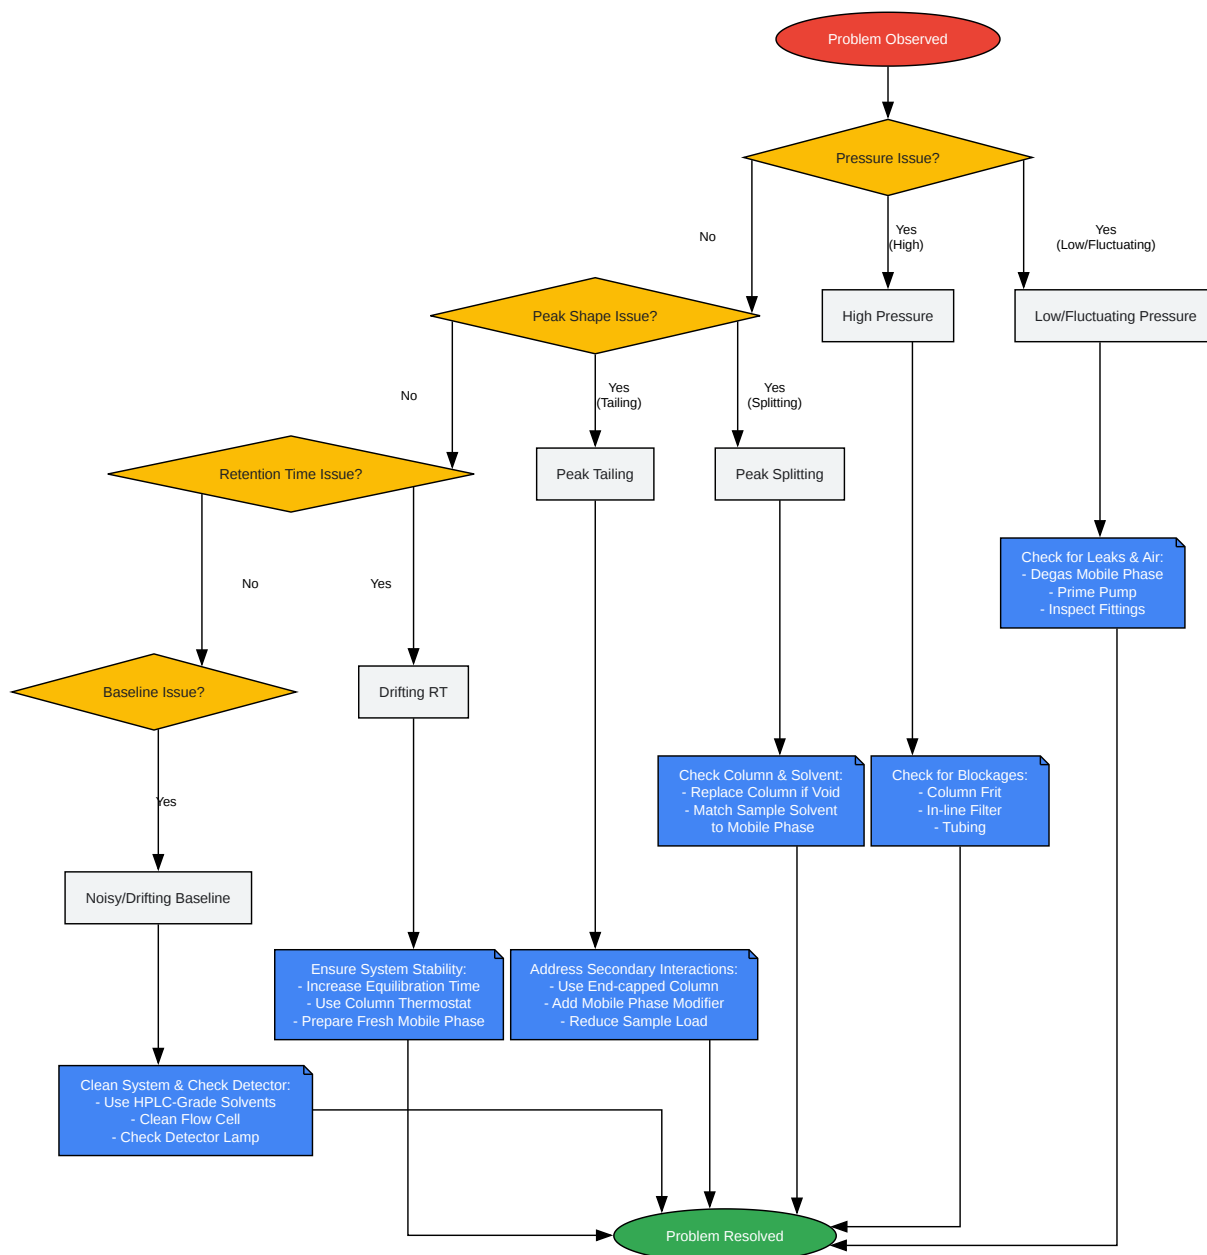 Problem Observed
Pressure Issue?
No
Yes
(High)
Yes
(Low/Fluctuating)
Peak Shape Issue?
High Pressure
Low/Fluctuating Pressure
No
Yes
(Tailing)
Yes
(Splitting)
Retention Time Issue?
Peak Tailing
Peak Splitting
Check for Leaks & Air:
- Degas Mobile Phase
- Prime Pump
- Inspect Fittings
No
Yes
Baseline Issue?
Drifting RT
Check Column & Solvent:
- Replace Column if Void
- Match Sample Solvent
to Mobile Phase
Check for Blockages:
- Column Frit
- In-line Filter
- Tubing
Yes
Noisy/Drifting Baseline
Ensure System Stability:
- Increase Equilibration Time
- Use Column Thermostat
- Prepare Fresh Mobile Phase
Address Secondary Interactions:
- Use End-capped Column
- Add Mobile Phase Modifier
- Reduce Sample Load
Clean System & Check Detector:
- Use HPLC-Grade Solvents
- Clean Flow Cell
- Check Detector Lamp
Problem Resolved